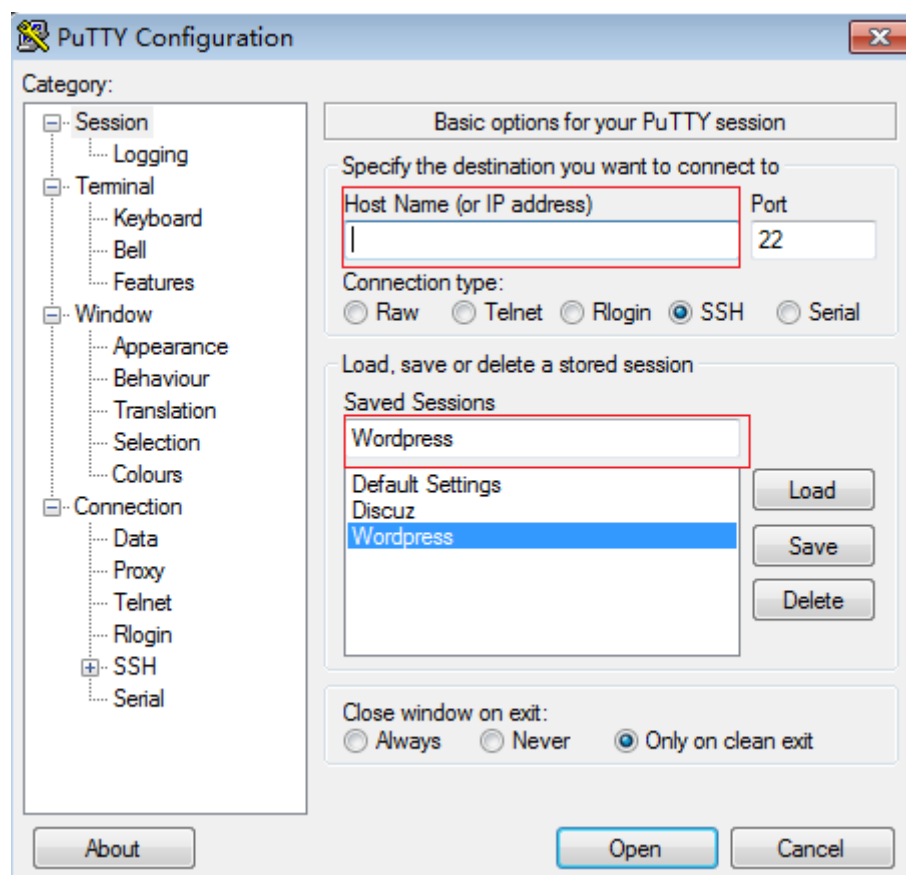 PuTTY Configuration
Category:
Session
Logging
Terminal
Keyboard
Bell
Features
Window
Appearance
Behaviour
Translation
Selection
Colours
Connection
Data
Proxy
Telnet
Rlogin
SSH
Serial
Basic options for your PuTTY session
Specify the destination you want to connect to
Host Name (or IP address) Port
22
Connection type:
Raw Telnet Rlogin SSH Serial
Load, save or delete a stored session
Saved Sessions
Wordpress
Default Settings
Discuz
Wordpress
Load
Save
Delete
Close window on exit:
Always Never Only on clean exit
About Open Cancel